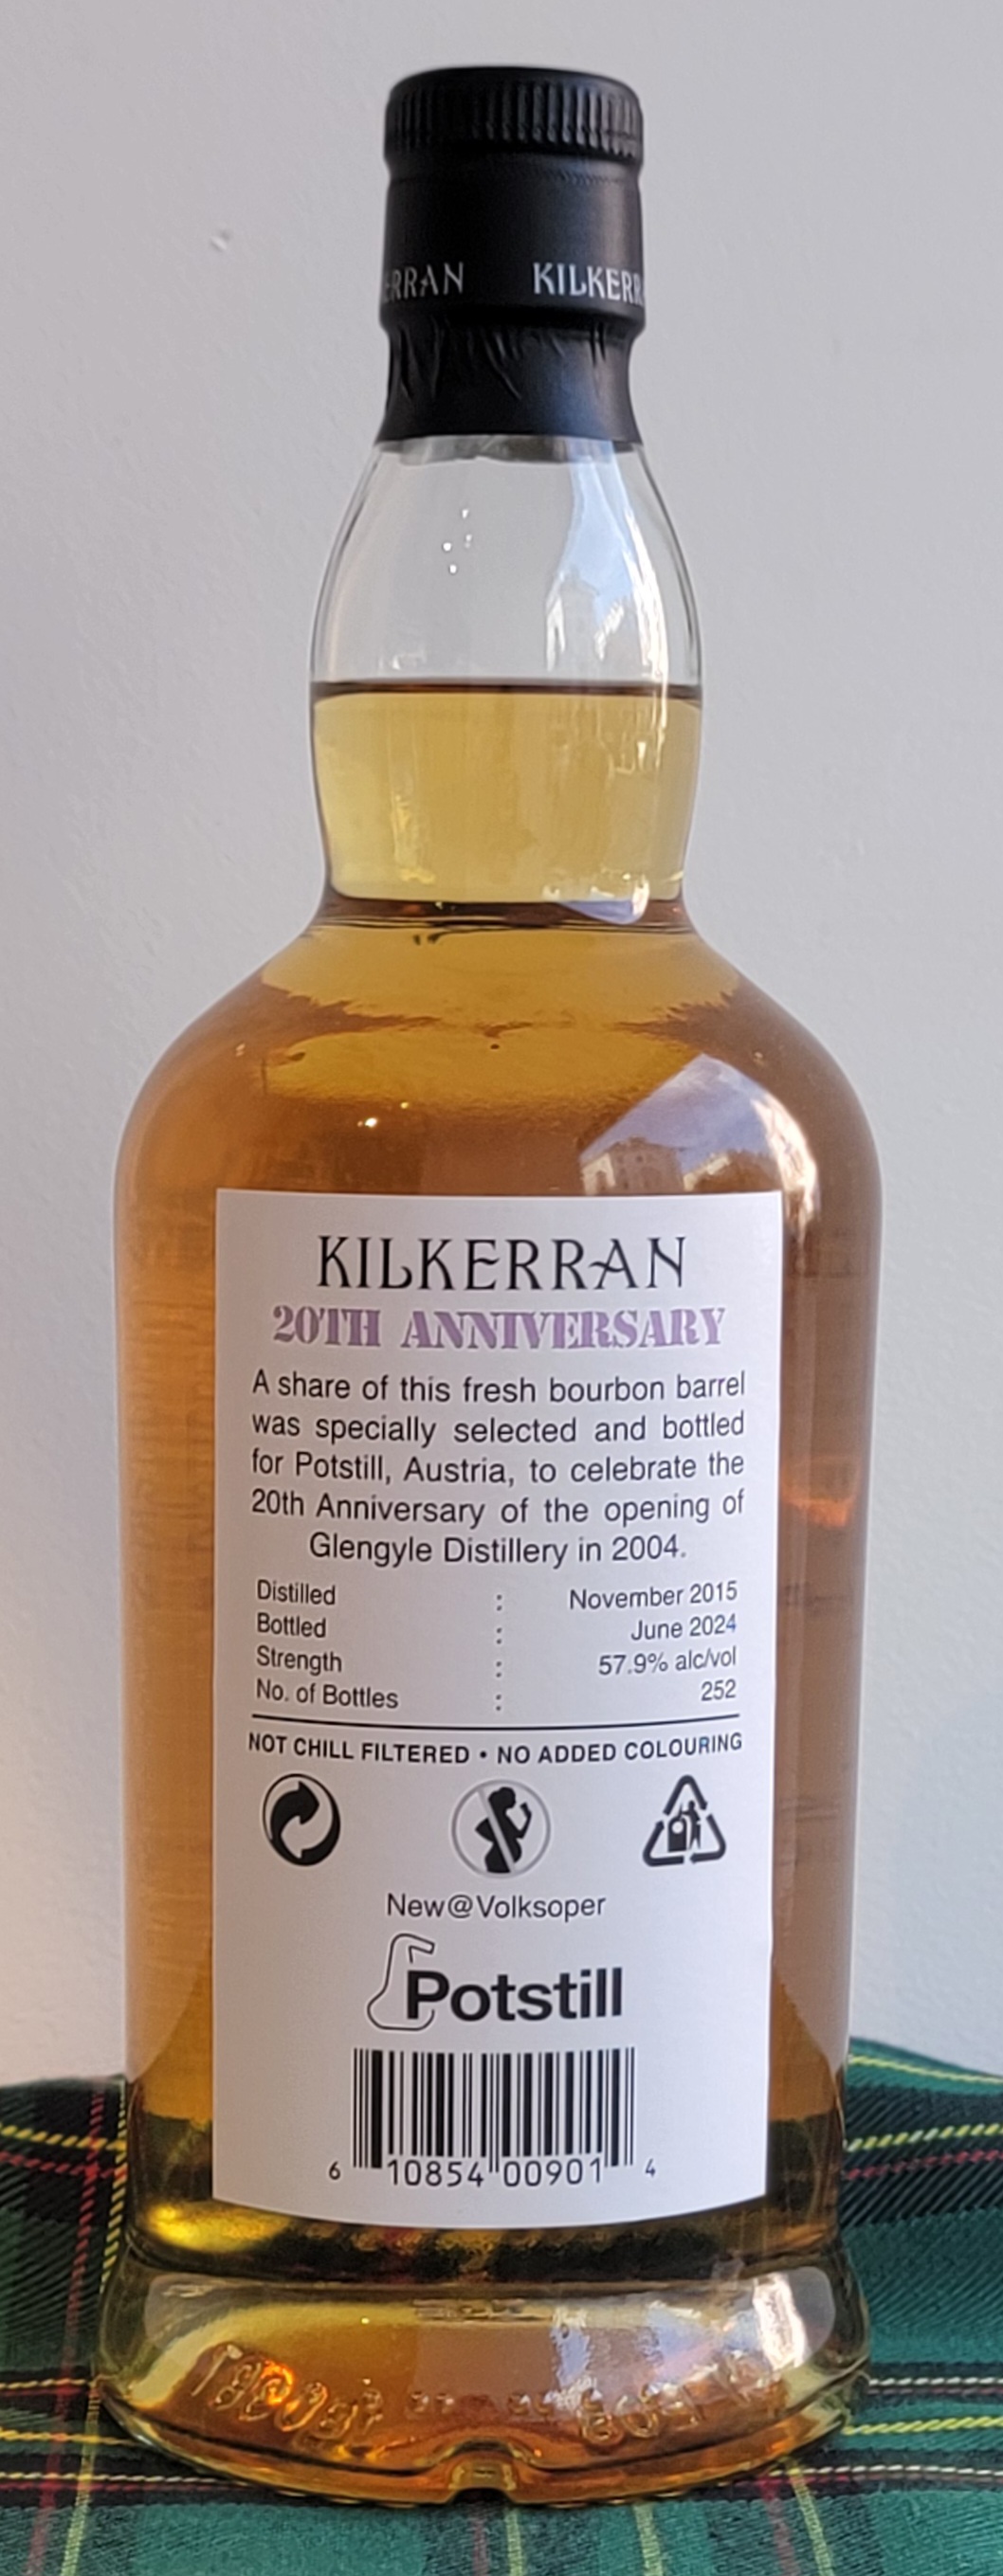 KILKERR
KILKERRAN
20TH ANNIVERSARY
A share of this fresh bourbon barrel
was specially selected and bottled
for Potstill, Austria, to celebrate the
20th Anniversary of the opening of
Glengyle Distillery in 2004.
Distilled : November 2015
Bottled : June 2024
Strength : 57.9% alc/vol
No. of Bottles : 252
NOT CHILL FILTERED • NO ADDED COLOURING
New@Volksoper
Potstill
6 10854 00901 4